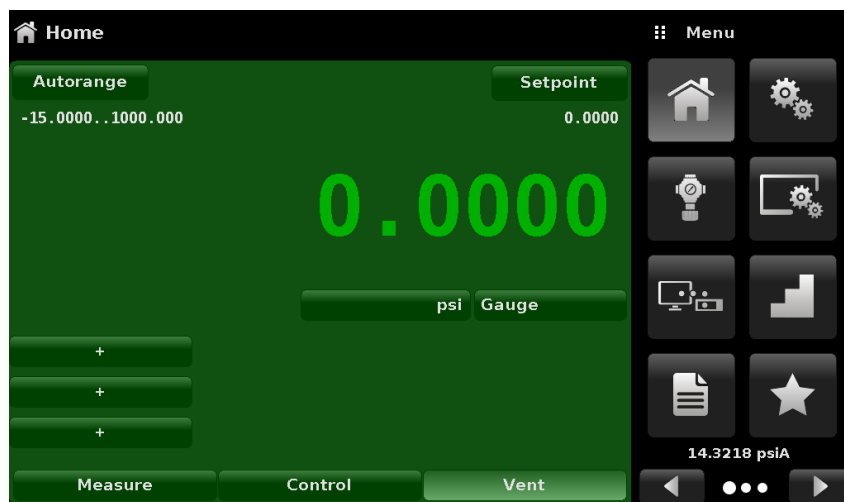 Home
Menu
Autorange
Setpoint
-15.0000..1000.000
0.0000
0.0000
psi
Gauge
+
+
+
14.3218 psiA
Measure
Control
Vent